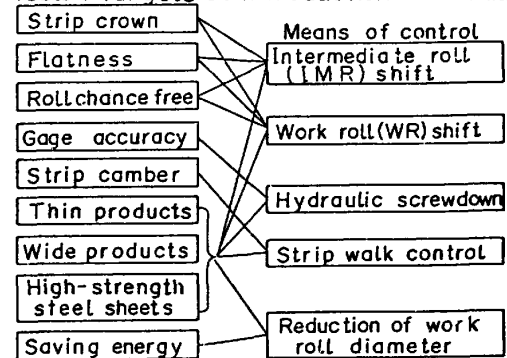 Strip crown
Flatness
Roll chance free
Gage accuracy
Strip camber
Thin products
Wide products
High-strength
steel sheets
Saving energy
Means of control
Intermediate roll
(IMR) shift
Work roll (WR) shift
Hydraulic screwdown
Strip walk control
Reduction of work
roll diameter